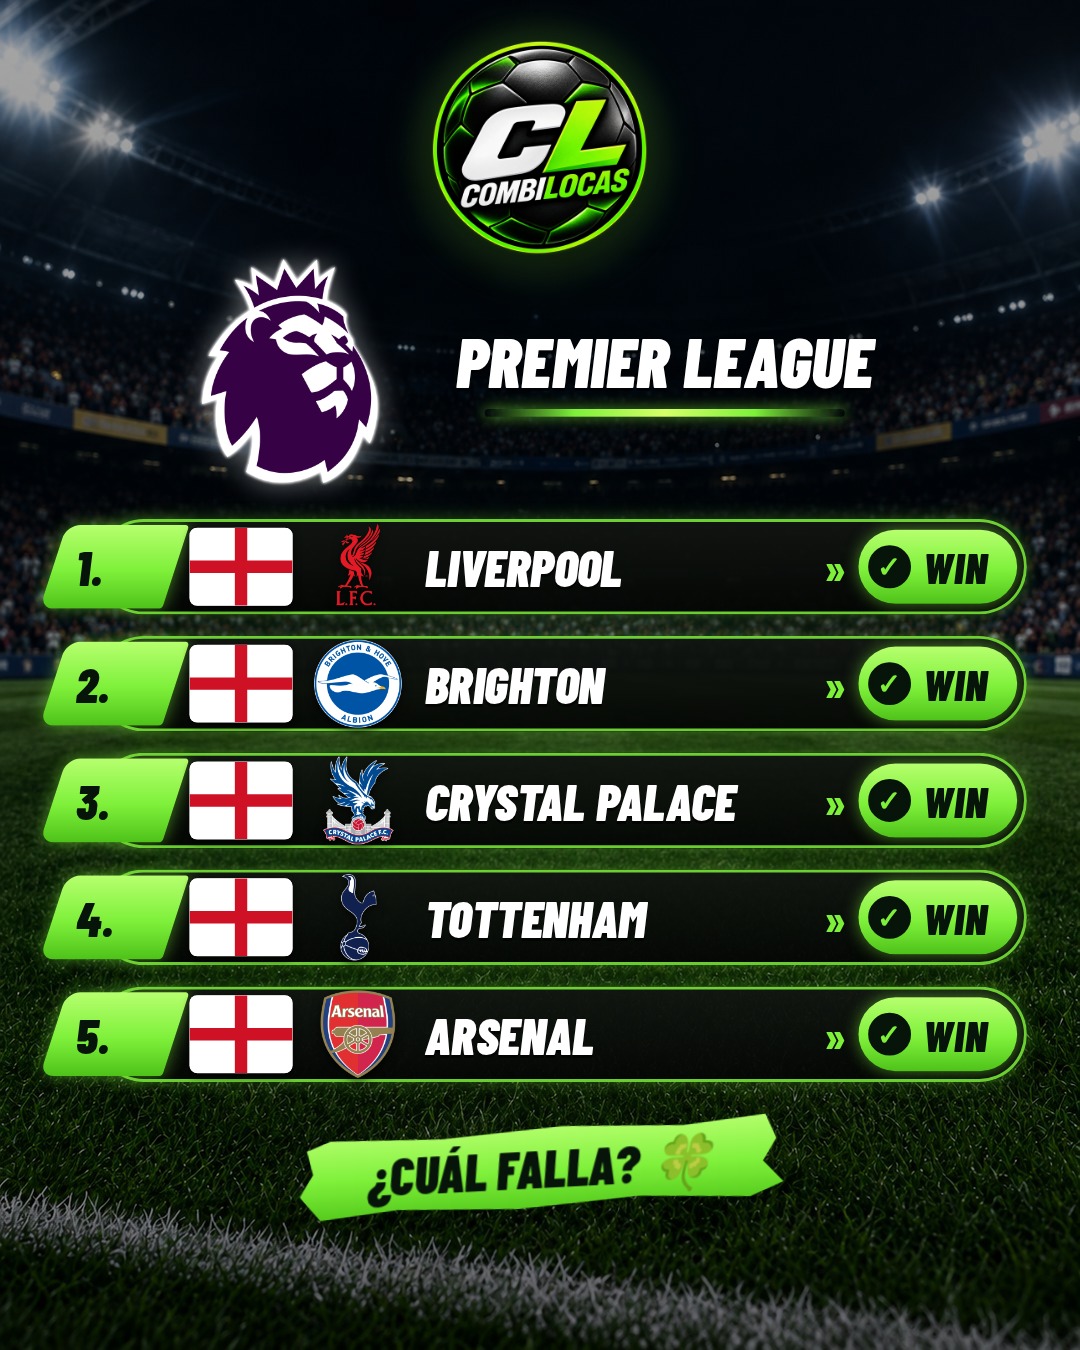 CL
COMBILOCAS
PREMIER LEAGUE
1. L.F.C. LIVERPOOL » ✓ WIN
2. BRIGHTON & HOVE ALBION BRIGHTON » ✓ WIN
3. CRYSTAL PALACE F.C. CRYSTAL PALACE » ✓ WIN
4. TOTTENHAM » ✓ WIN
5. Arsenal ARSENAL » ✓ WIN
¿CUÁL FALLA? 🍀